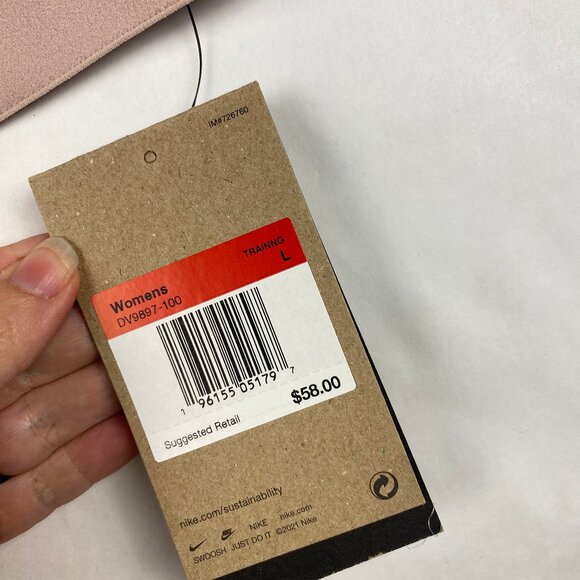 IM#726760
TRAINNG
Womens L
DV9897-100
1 96155 05179 7
Suggested Retail $58.00
nike.com/sustainability
NIKE nike.com
SWOOSH JUST DO IT ©2021 Nike